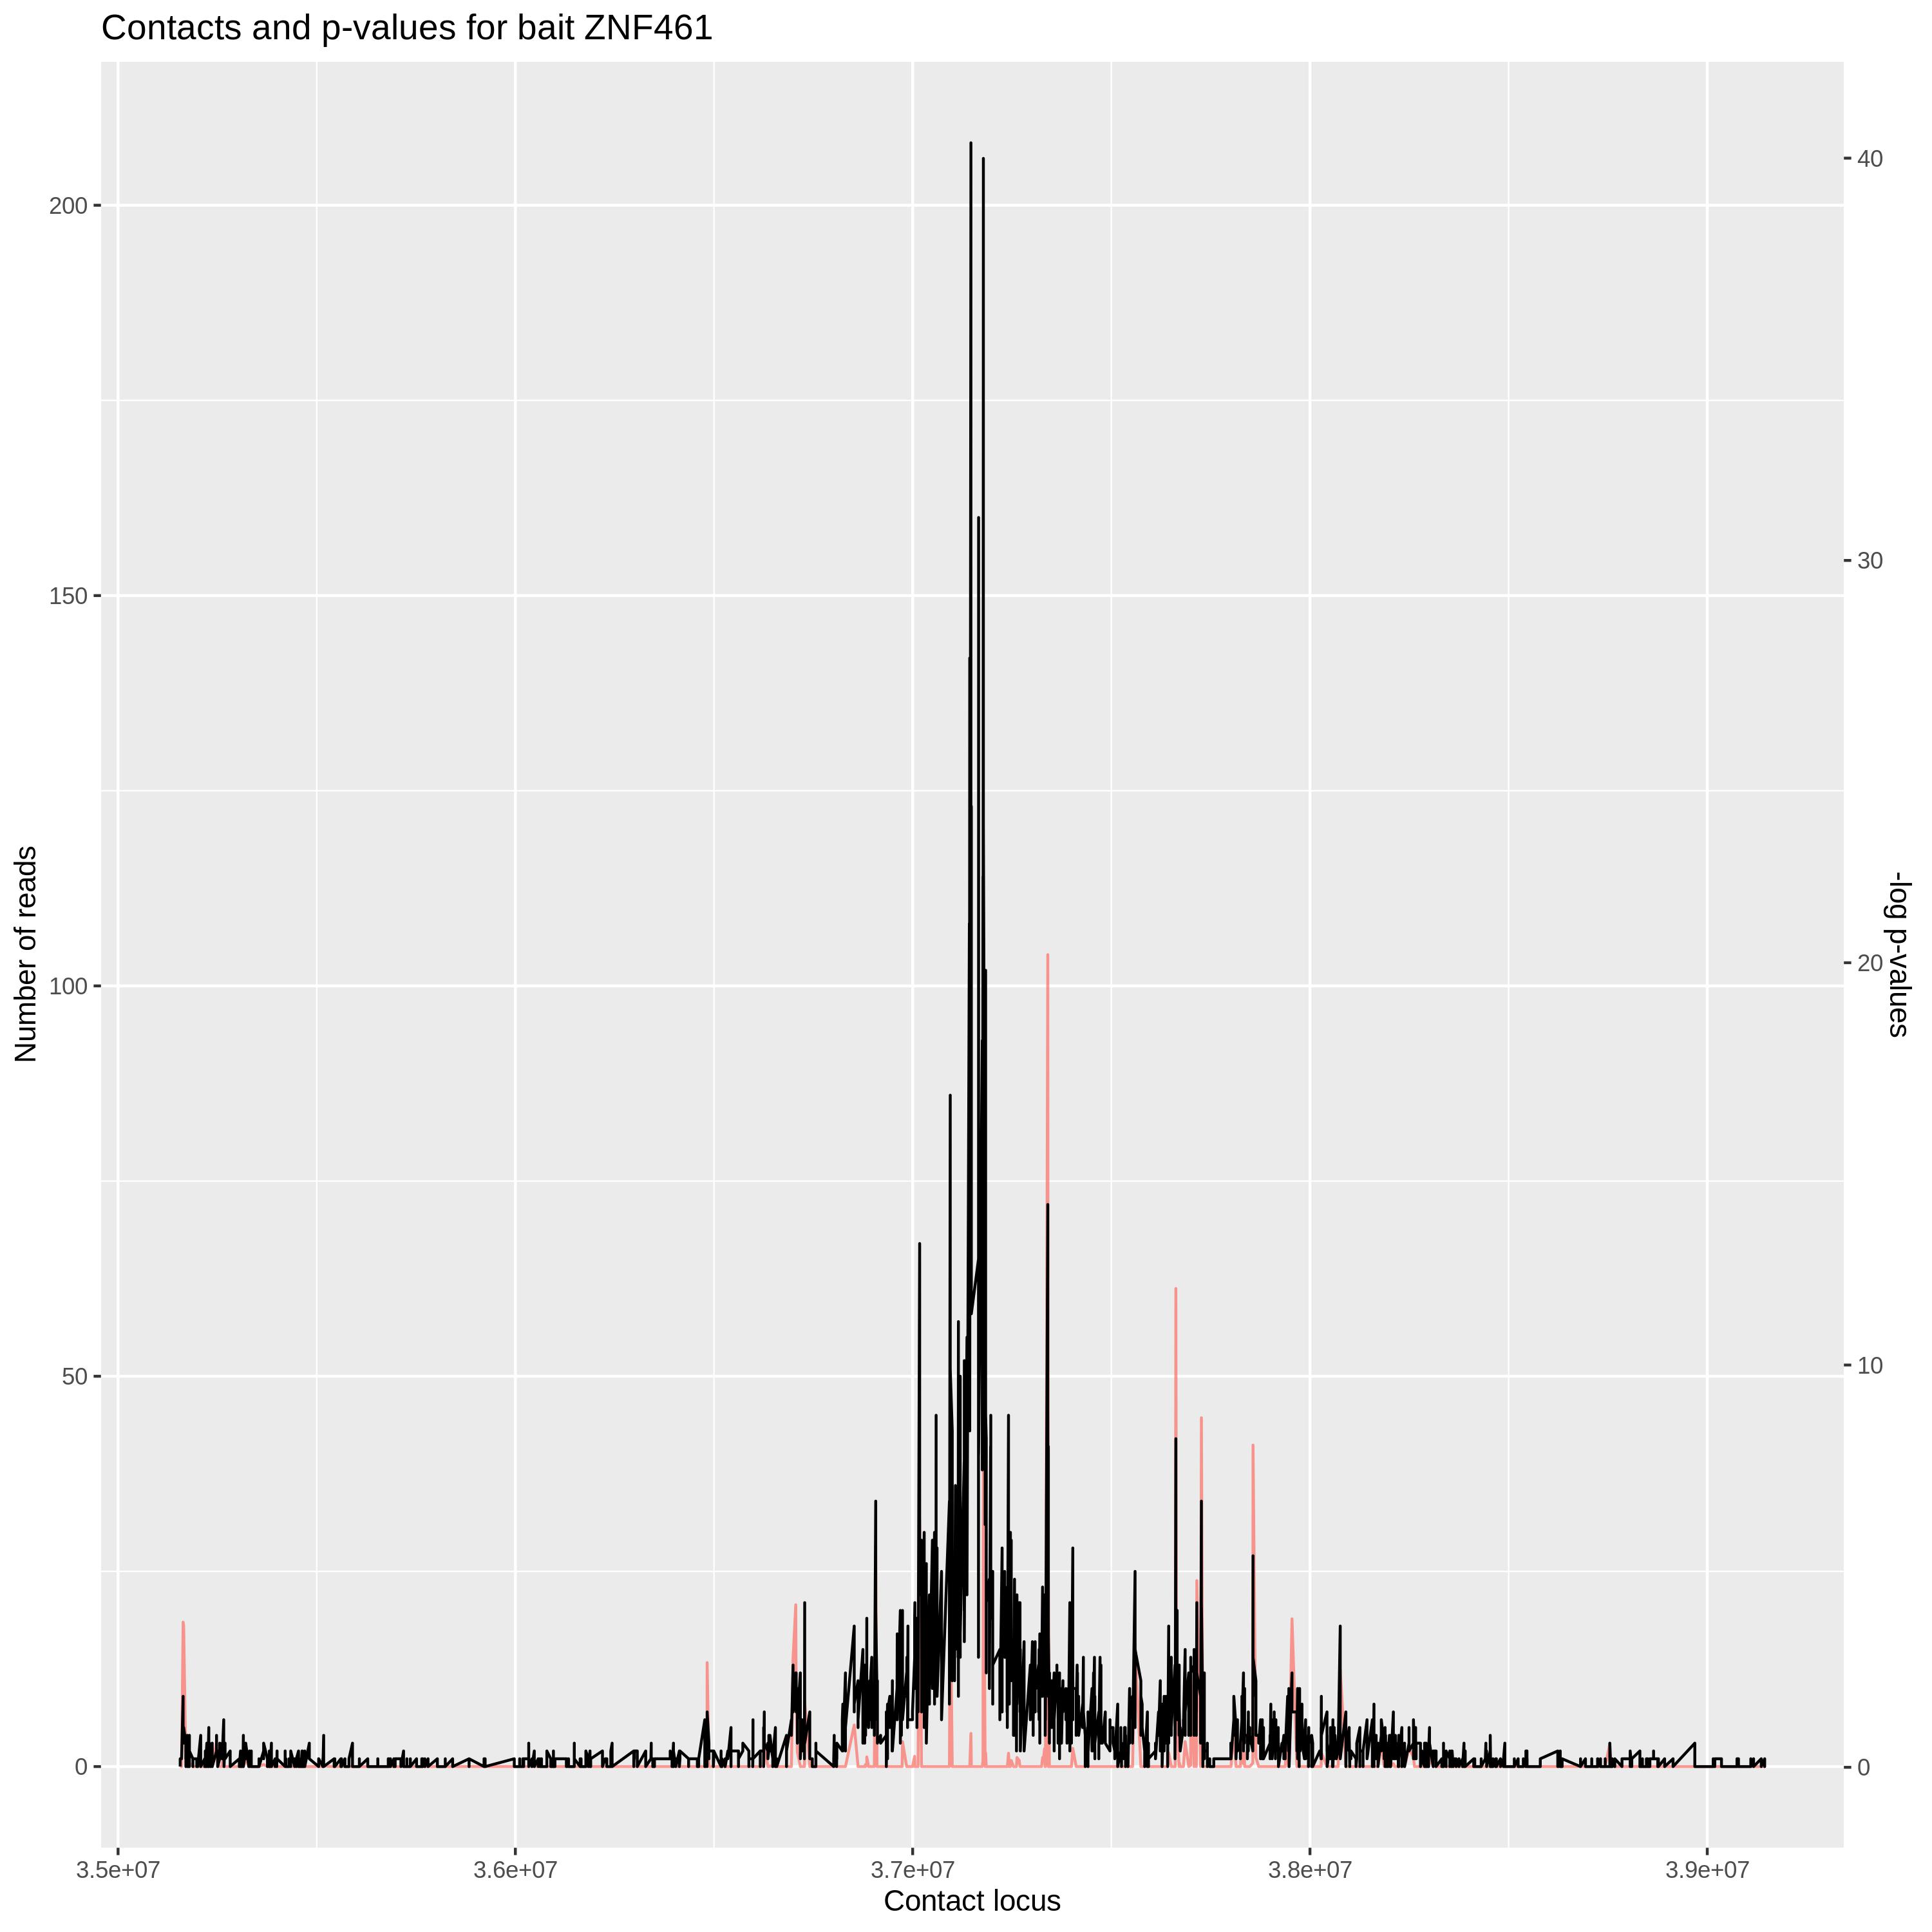 Contacts and p-values for bait ZNF461
200
150
100
50
0
40
30
20
10
0
Number of reads
-log p-values
3.5e+07
3.6e+07
3.7e+07
3.8e+07
3.9e+07
Contact locus